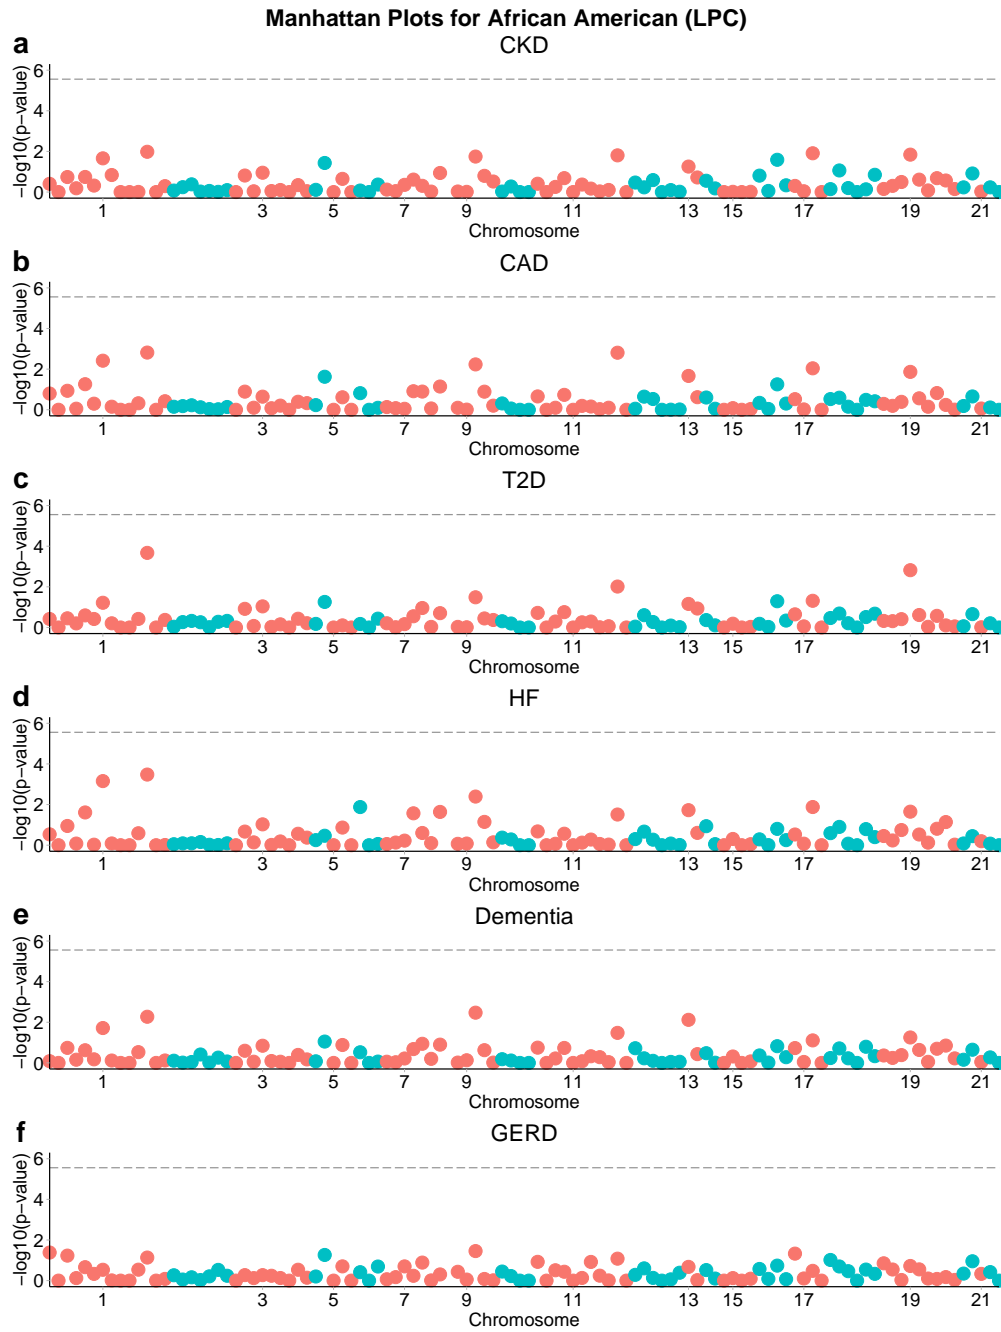 Manhattan Plots for African American (LPC)
a
CKD
6
4
2
0
−log10(p−value)
1 3 5 7 9 11 13 15 17 19 21
Chromosome
b
CAD
6
4
2
0
−log10(p−value)
1 3 5 7 9 11 13 15 17 19 21
Chromosome
c
T2D
6
4
2
0
−log10(p−value)
1 3 5 7 9 11 13 15 17 19 21
Chromosome
d
HF
6
4
2
0
−log10(p−value)
1 3 5 7 9 11 13 15 17 19 21
Chromosome
e
Dementia
6
4
2
0
−log10(p−value)
1 3 5 7 9 11 13 15 17 19 21
Chromosome
f
GERD
6
4
2
0
−log10(p−value)
1 3 5 7 9 11 13 15 17 19 21
Chromosome